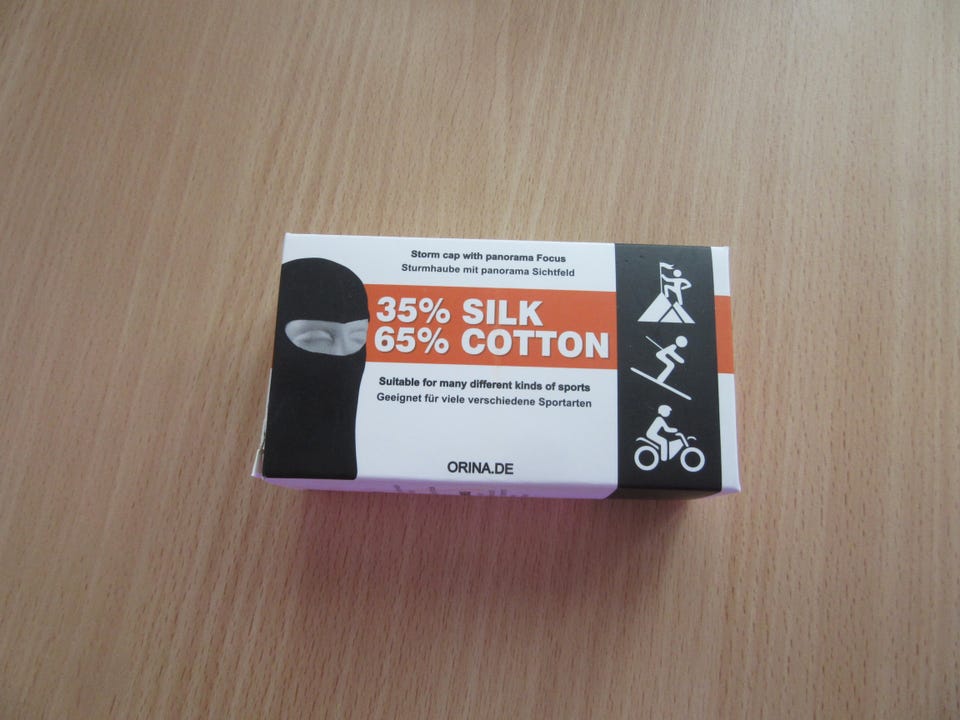 Storm cap with panorama Focus
Sturmhaube mit panorama Sichtfeld
35% SILK
65% COTTON
Suitable for many different kinds of sports
Geeignet für viele verschiedene Sportarten
ORINA.DE